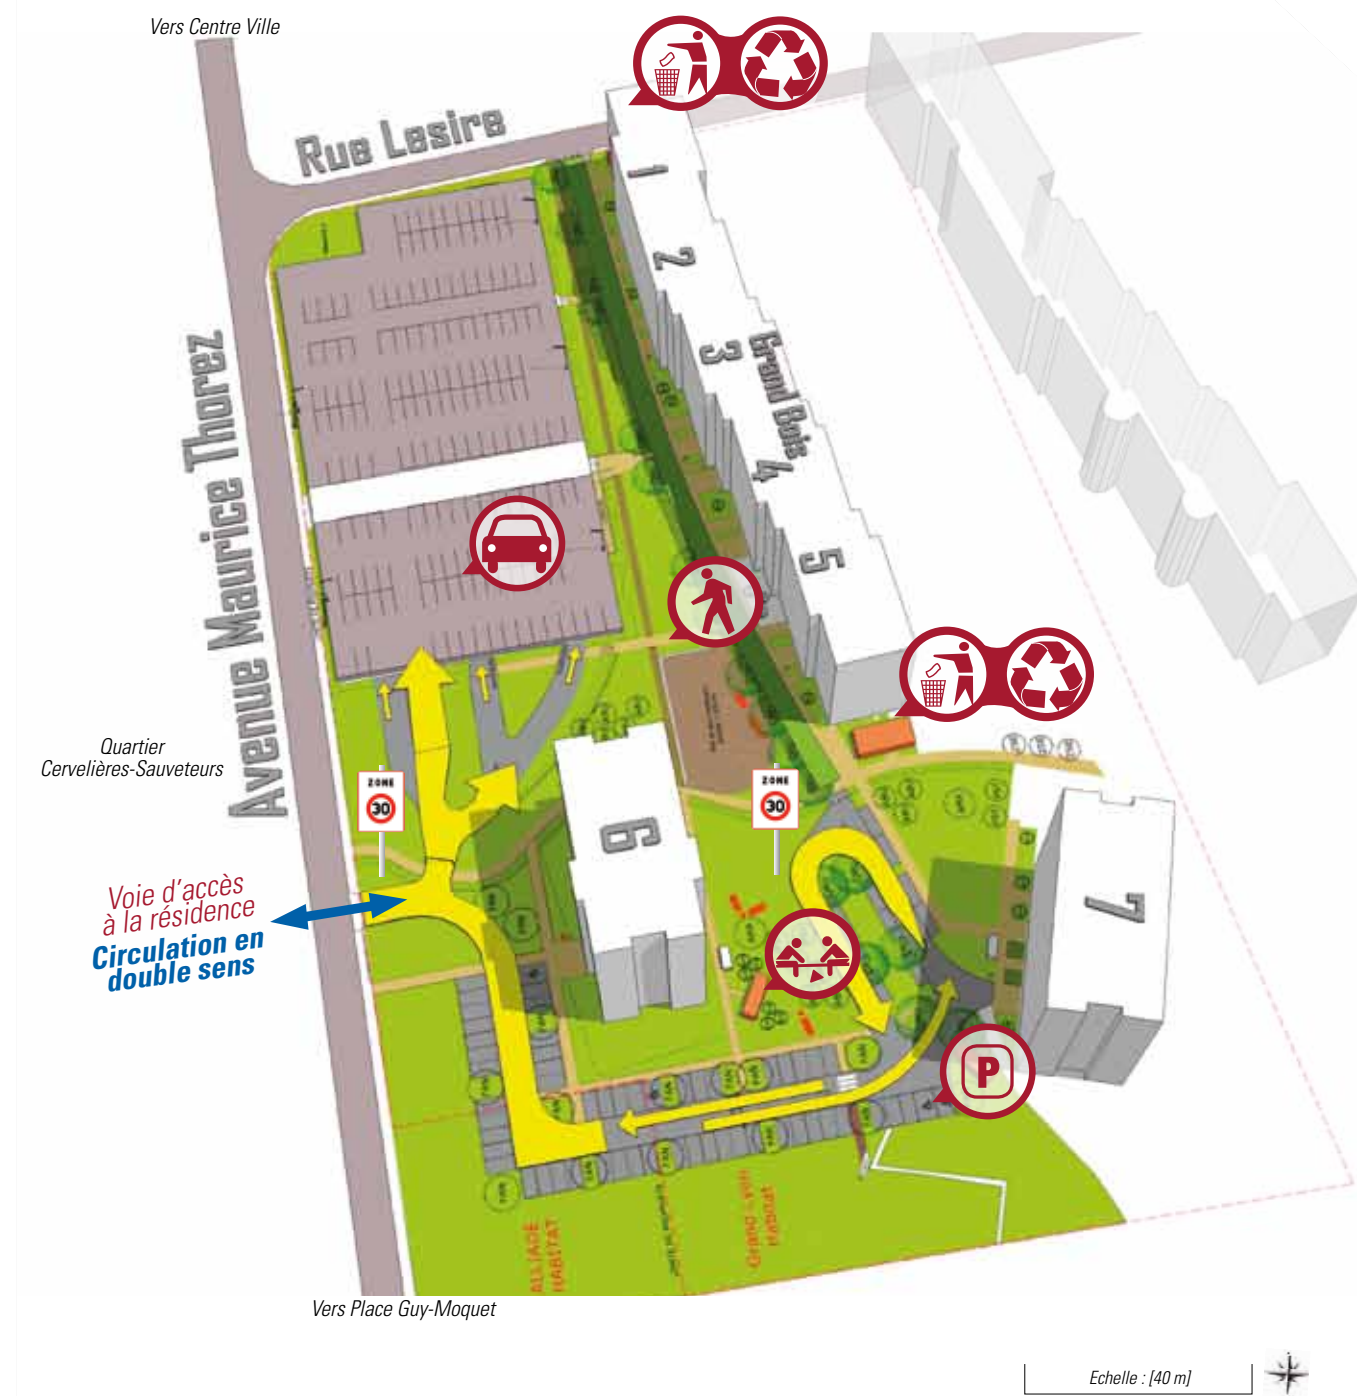 Vers Centre Ville
Rue Lesire
1
2
3
Grand Bois
4
5
Avenue Maurice Thorez
Quartier
Cervelières-Sauveteurs
ZONE
30
ZONE
30
6
7
Voie d'accès
à la résidence
Circulation en
double sens
P
ALLIADE
HABITAT
Grand Lyon
Habitat
Vers Place Guy-Moquet
Echelle : [40 m]